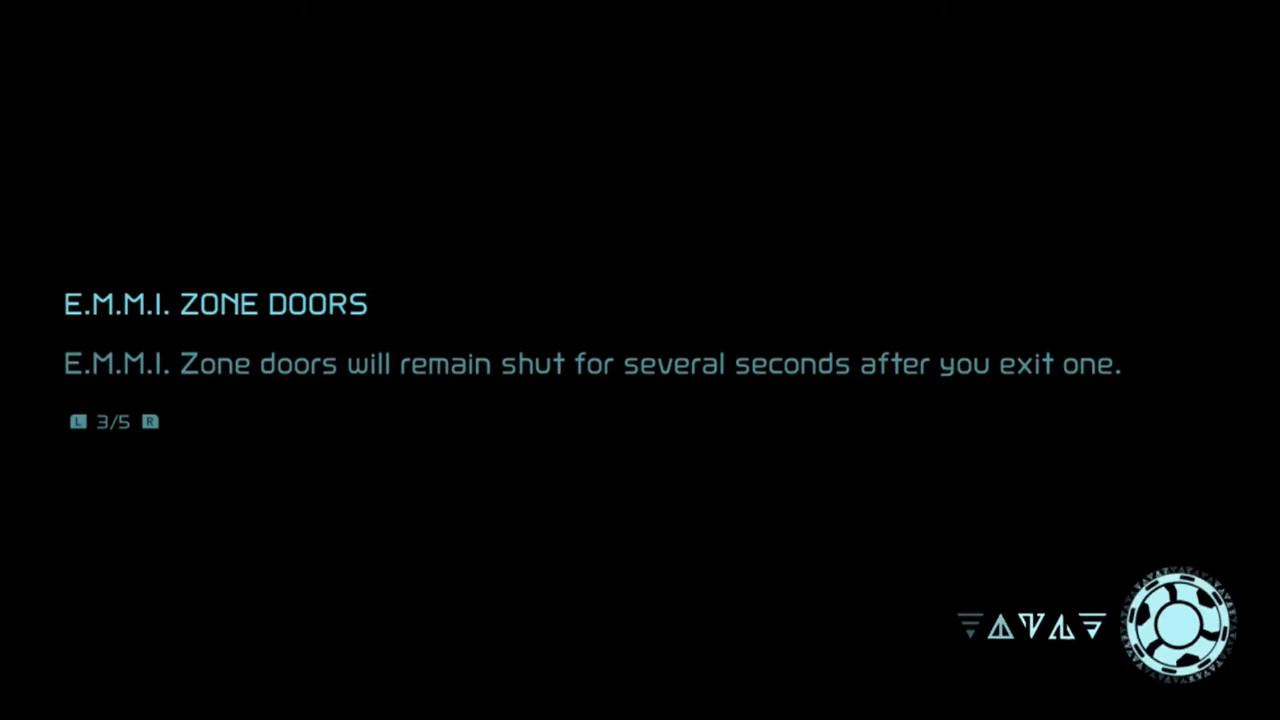 E.M.M.I. ZONE DOORS
E.M.M.I. Zone doors will remain shut for several seconds after you exit one.
L 3/5 R